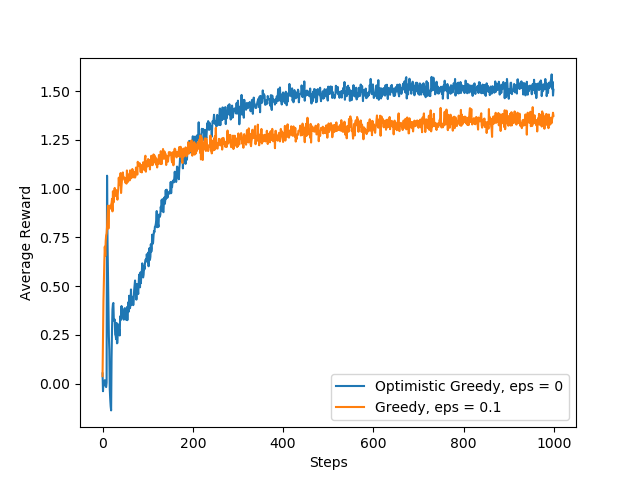 1.50
1.25
1.00
0.75
0.50
0.25
0.00
Average Reward
Optimistic Greedy, eps = 0
Greedy, eps = 0.1
0 200 400 600 800 1000
Steps